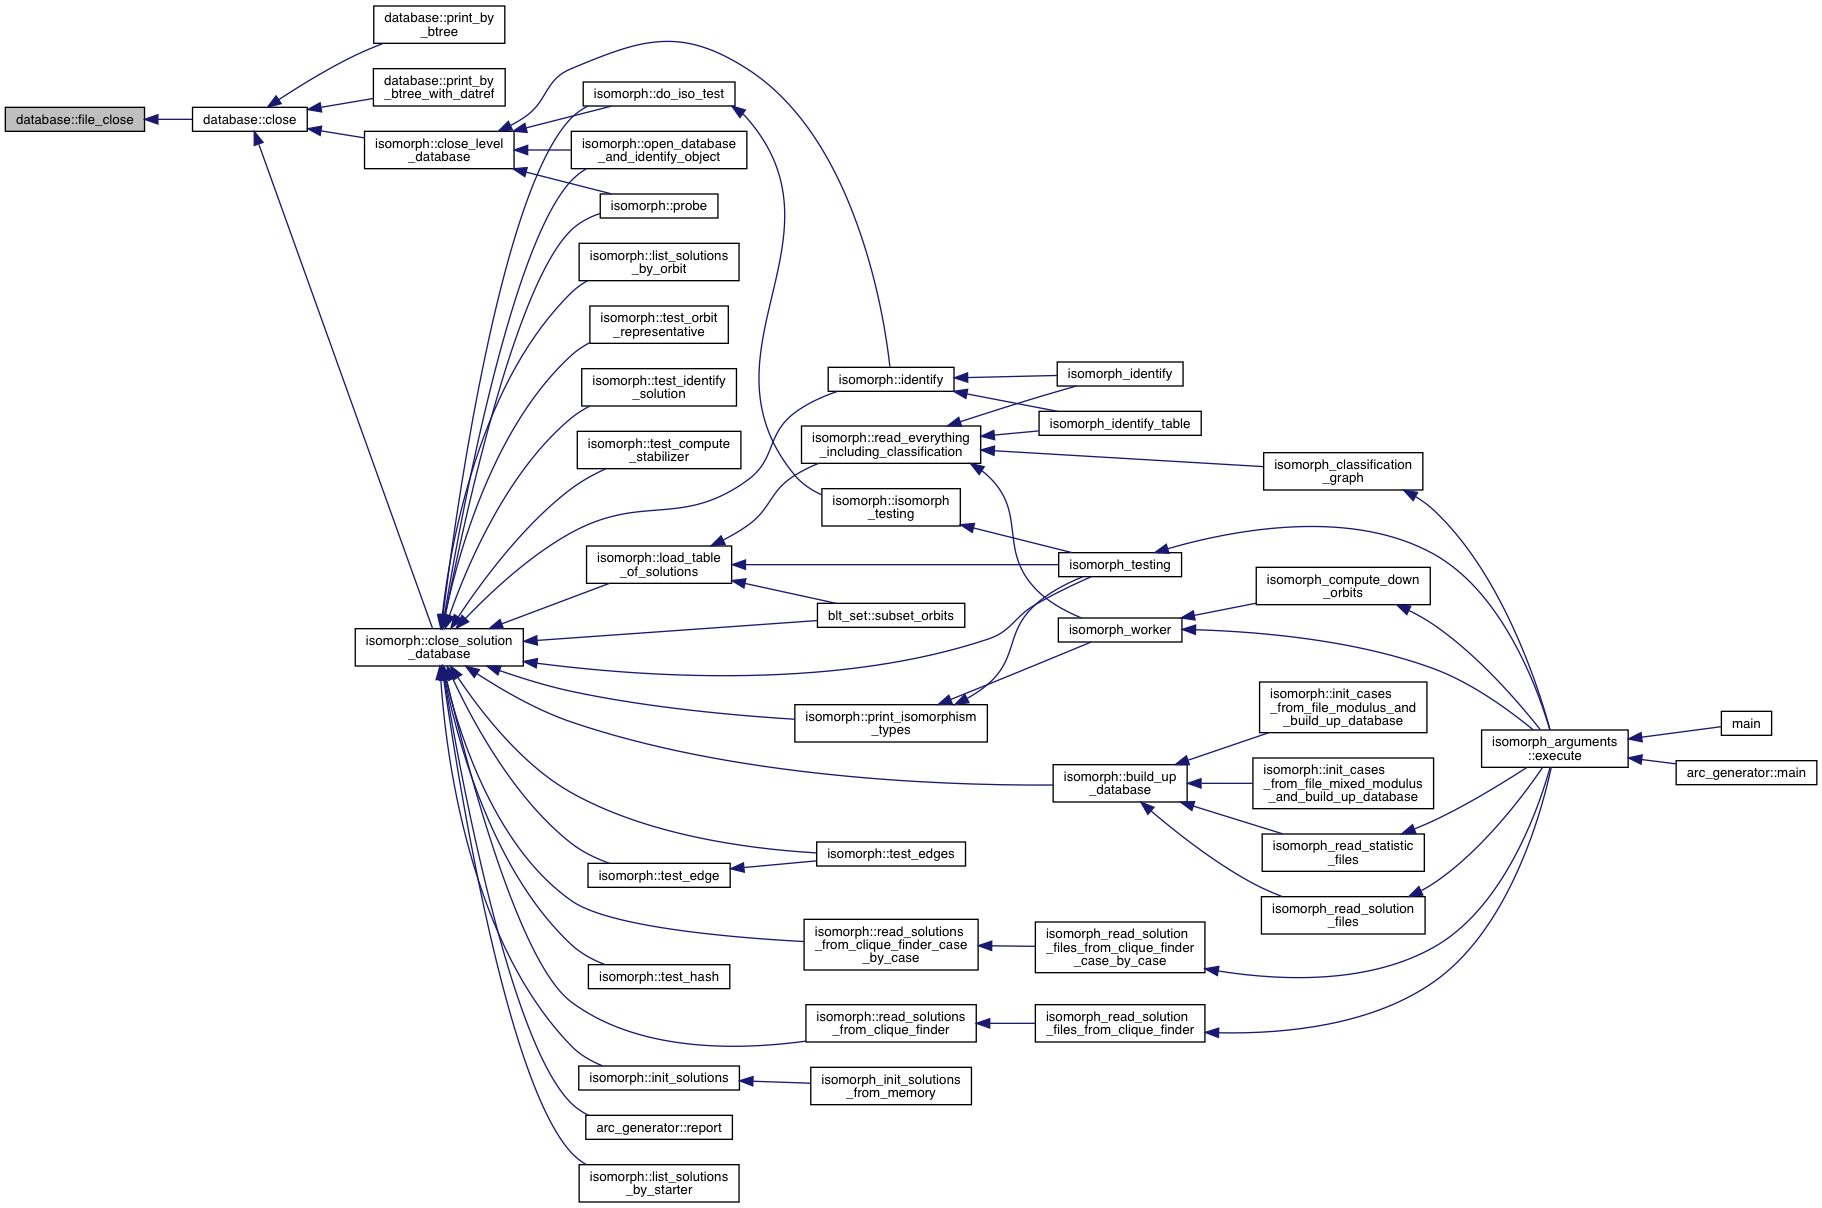 database::file_close
database::close
database::print_by
_btree
database::print_by
_btree_with_datref
isomorph::close_level
_database
isomorph::close_solution
_database
isomorph::do_iso_test
isomorph::open_database
_and_identify_object
isomorph::probe
isomorph::list_solutions
_by_orbit
isomorph::test_orbit
_representative
isomorph::test_identify
_solution
isomorph::test_compute
_stabilizer
isomorph::load_table
_of_solutions
isomorph::test_edge
isomorph::test_hash
isomorph::init_solutions
arc_generator::report
isomorph::list_solutions
_by_starter
isomorph::identify
isomorph::read_everything
_including_classification
isomorph::isomorph
_testing
blt_set::subset_orbits
isomorph::print_isomorphism
_types
isomorph::test_edges
isomorph::read_solutions
_from_clique_finder_case
_by_case
isomorph::read_solutions
_from_clique_finder
isomorph_init_solutions
_from_memory
isomorph_identify
isomorph_identify_table
isomorph_testing
isomorph_worker
isomorph::build_up
_database
isomorph_read_solution
_files_from_clique_finder
_case_by_case
isomorph_read_solution
_files_from_clique_finder
isomorph_classification
_graph
isomorph_compute_down
_orbits
isomorph::init_cases
_from_file_modulus_and
_build_up_database
isomorph::init_cases
_from_file_mixed_modulus
_and_build_up_database
isomorph_read_statistic
_files
isomorph_read_solution
_files
isomorph_arguments
::execute
main
arc_generator::main